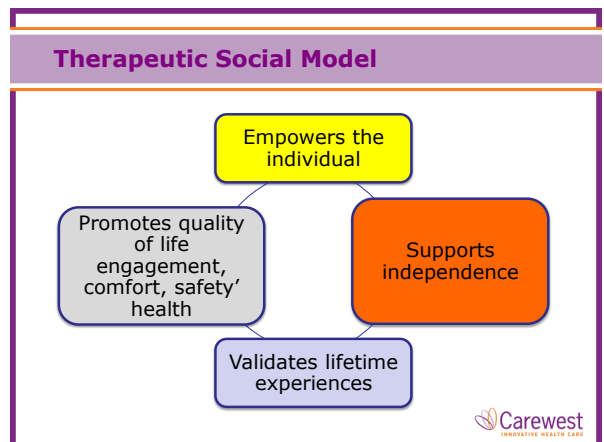 Therapeutic Social Model
Empowers the
individual
Supports
independence
Validates lifetime
experiences
Promotes quality
of life
engagement,
comfort, safety’
health
Carewest
INNOVATIVE HEALTH CARE